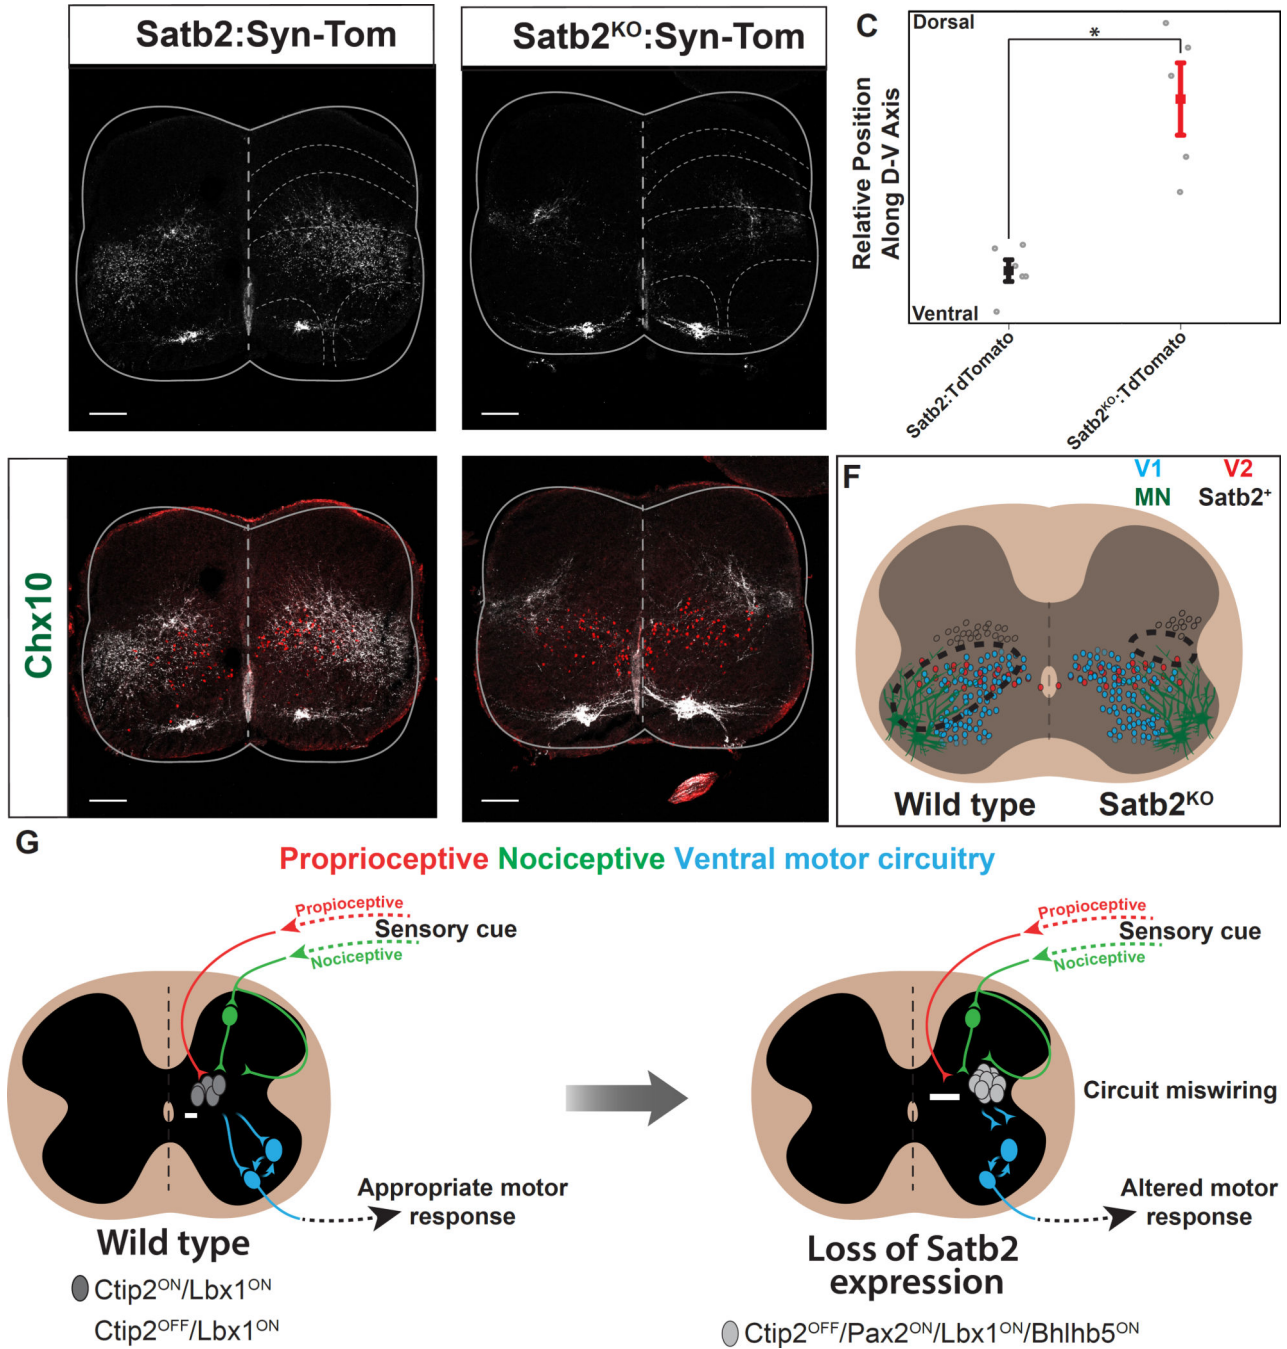 Satb2:Syn-Tom
Satb2KO:Syn-Tom
C
Dorsal
*
Relative Position
Along D-V Axis
Ventral
Satb2:TdTomato
Satb2KO:TdTomato
Chx10
F
V1 V2
MN Satb2+
Wild type Satb2KO
G
Proprioceptive Nociceptive Ventral motor circuitry
Propioceptive
Sensory cue
Nociceptive
Propioceptive
Sensory cue
Nociceptive
Circuit miswiring
Appropriate motor
response
Altered motor
response
Wild type
Ctip2ON/Lbx1ON
Ctip2OFF/Lbx1ON
Loss of Satb2
expression
Ctip2OFF/Pax2ON/Lbx1ON/Bhlhb5ON